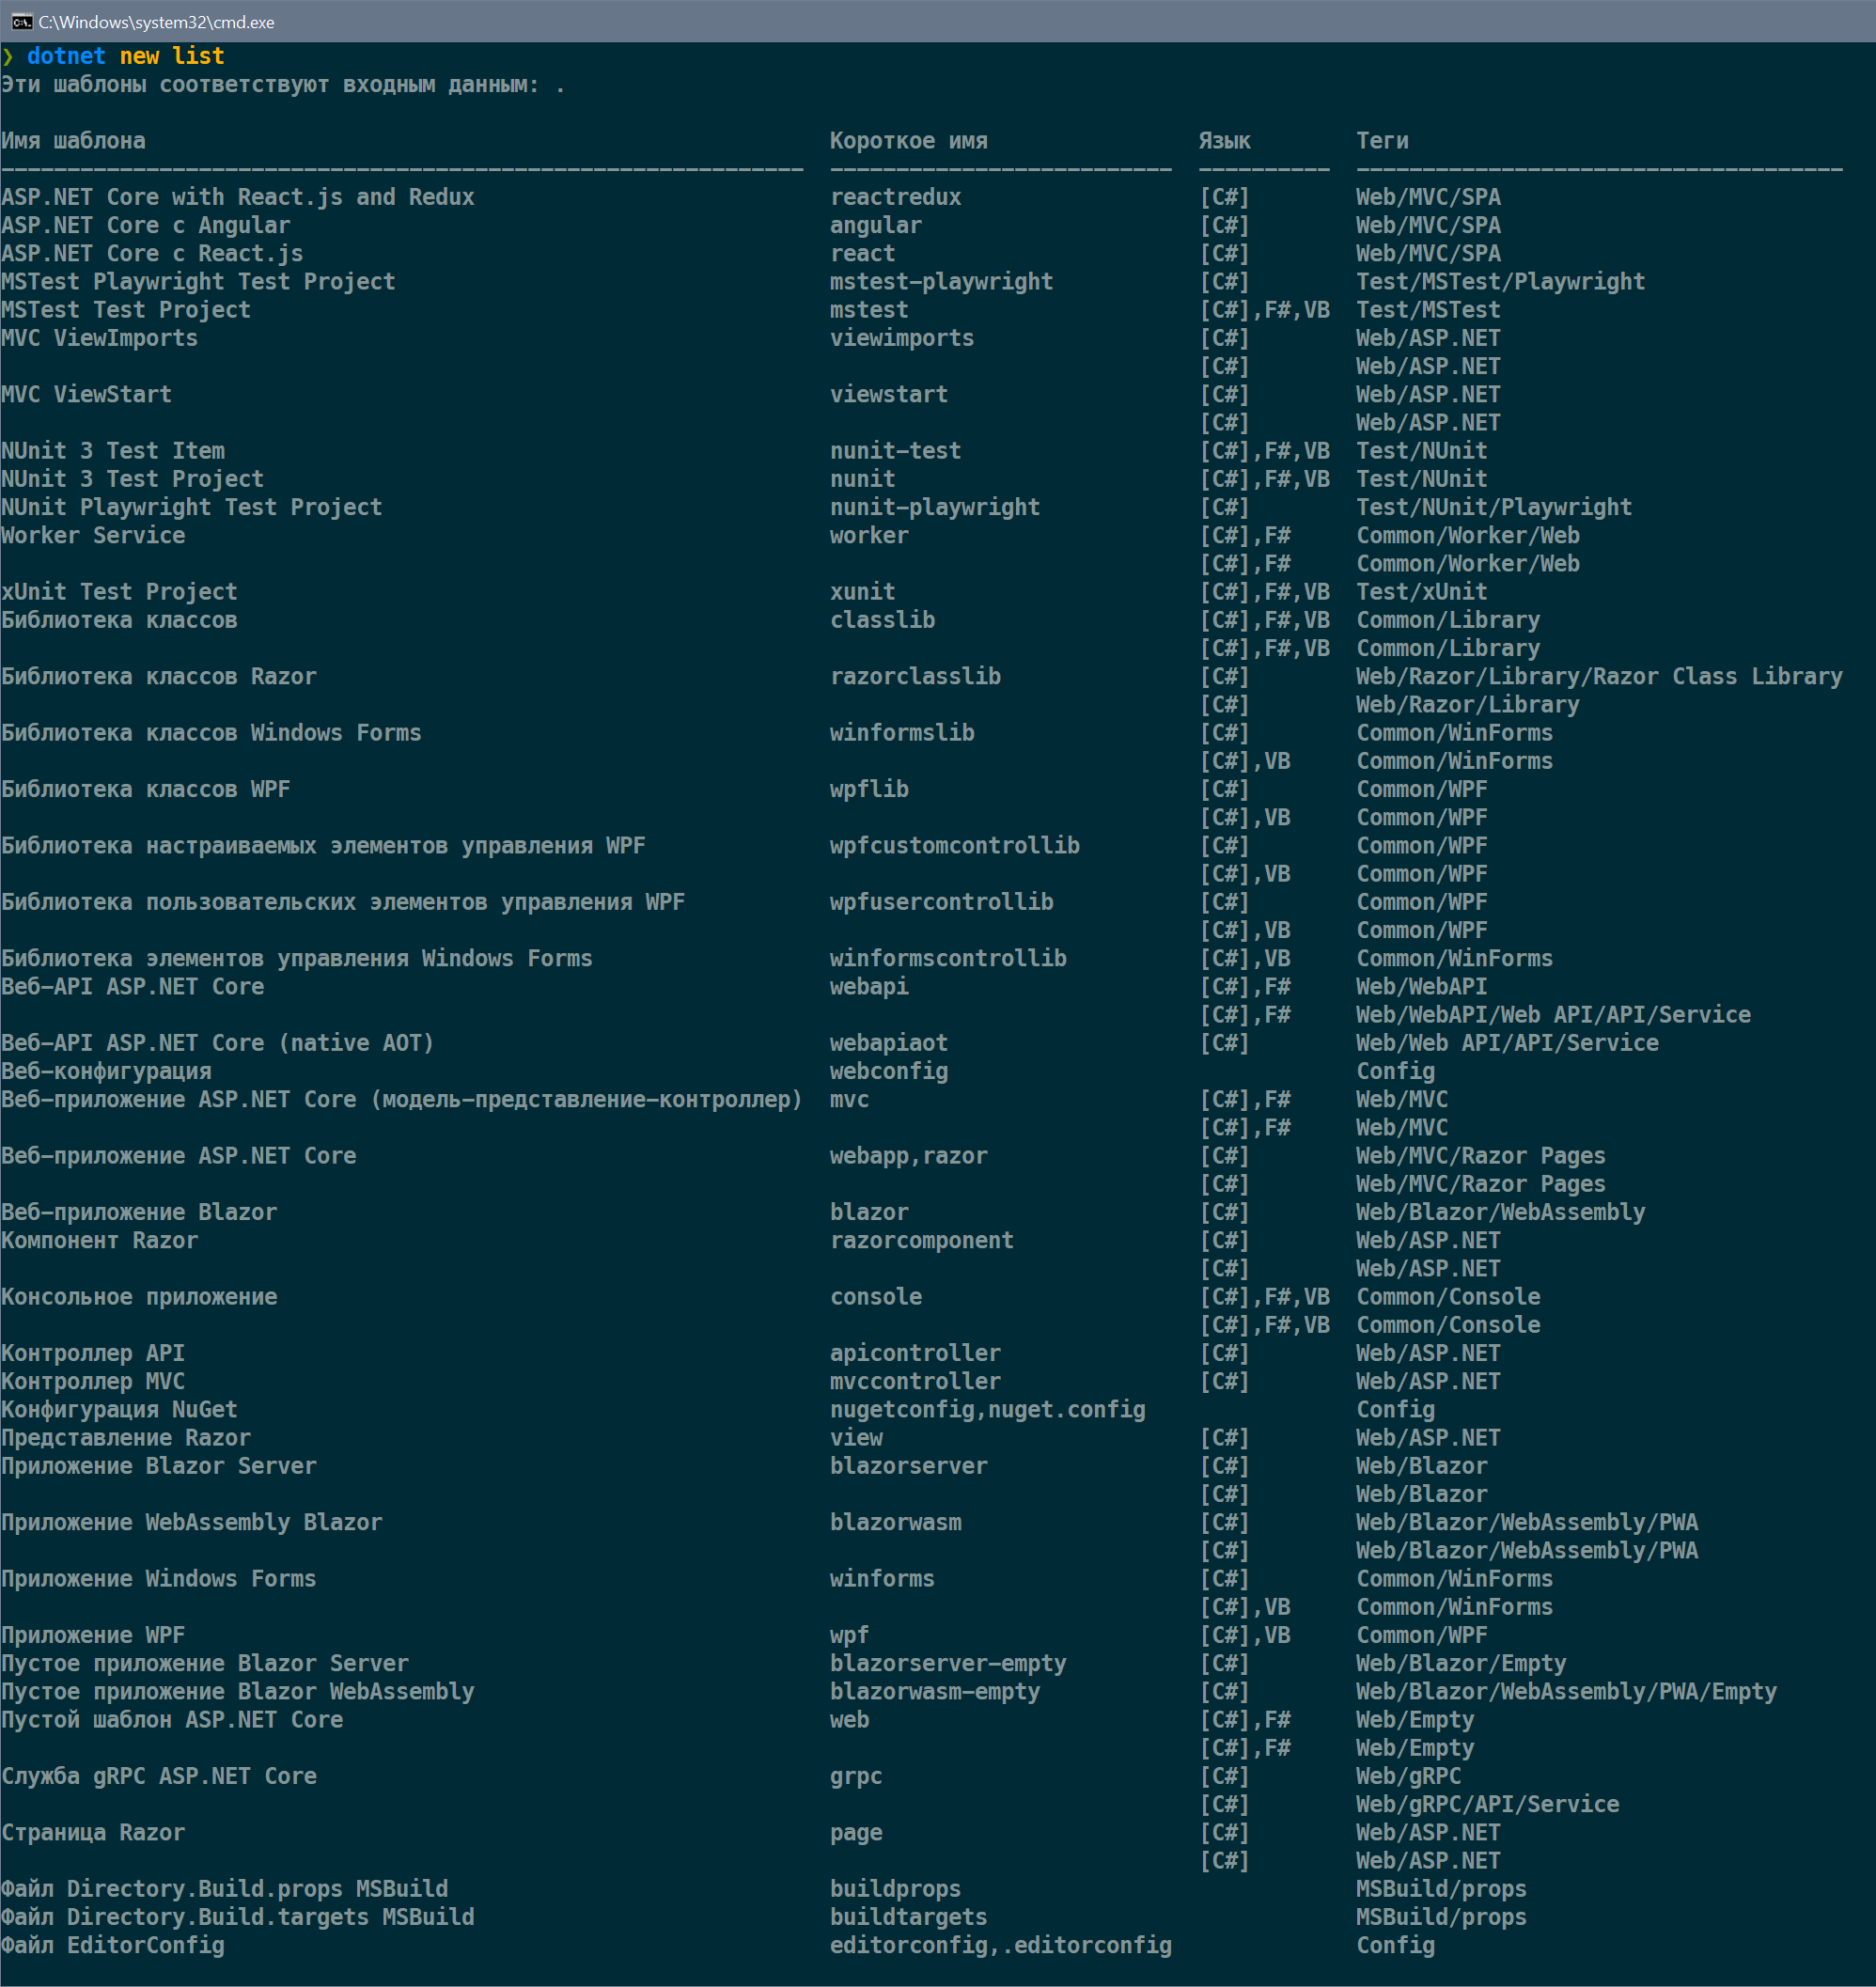 C:\Windows\system32\cmd.exe
❯ dotnet new list
Эти шаблоны соответствуют входным данным: .
Имя шаблона                                                    Короткое имя                Язык        Теги
-------------------------------------------------------------  --------------------------  ----------  -------------------------------------
ASP.NET Core with React.js and Redux                           reactredux                  [C#]        Web/MVC/SPA
ASP.NET Core с Angular                                         angular                     [C#]        Web/MVC/SPA
ASP.NET Core с React.js                                        react                       [C#]        Web/MVC/SPA
MSTest Playwright Test Project                                 mstest-playwright           [C#]        Test/MSTest/Playwright
MSTest Test Project                                            mstest                      [C#],F#,VB  Test/MSTest
MVC ViewImports                                                viewimports                 [C#]        Web/ASP.NET
[C#]        Web/ASP.NET
MVC ViewStart                                                  viewstart                   [C#]        Web/ASP.NET
[C#]        Web/ASP.NET
NUnit 3 Test Item                                              nunit-test                  [C#],F#,VB  Test/NUnit
NUnit 3 Test Project                                           nunit                       [C#],F#,VB  Test/NUnit
NUnit Playwright Test Project                                  nunit-playwright            [C#]        Test/NUnit/Playwright
Worker Service                                                 worker                      [C#],F#     Common/Worker/Web
[C#],F#     Common/Worker/Web
xUnit Test Project                                             xunit                       [C#],F#,VB  Test/xUnit
Библиотека классов                                             classlib                    [C#],F#,VB  Common/Library
[C#],F#,VB  Common/Library
Библиотека классов Razor                                       razorclasslib               [C#]        Web/Razor/Library/Razor Class Library
[C#]        Web/Razor/Library
Библиотека классов Windows Forms                               winformslib                 [C#]        Common/WinForms
[C#],VB     Common/WinForms
Библиотека классов WPF                                         wpflib                      [C#]        Common/WPF
[C#],VB     Common/WPF
Библиотека настраиваемых элементов управления WPF              wpfcustomcontrollib         [C#]        Common/WPF
[C#],VB     Common/WPF
Библиотека пользовательских элементов управления WPF           wpfusercontrollib           [C#]        Common/WPF
[C#],VB     Common/WPF
Библиотека элементов управления Windows Forms                  winformscontrollib          [C#],VB     Common/WinForms
Веб-API ASP.NET Core                                           webapi                      [C#],F#     Web/WebAPI
[C#],F#     Web/WebAPI/Web API/API/Service
Веб-API ASP.NET Core (native AOT)                              webapiaot                   [C#]        Web/Web API/API/Service
Веб-конфигурация                                               webconfig                               Config
Веб-приложение ASP.NET Core (модель-представление-контроллер)  mvc                         [C#],F#     Web/MVC
[C#],F#     Web/MVC
Веб-приложение ASP.NET Core                                    webapp,razor                [C#]        Web/MVC/Razor Pages
[C#]        Web/MVC/Razor Pages
Веб-приложение Blazor                                          blazor                      [C#]        Web/Blazor/WebAssembly
Компонент Razor                                                razorcomponent              [C#]        Web/ASP.NET
[C#]        Web/ASP.NET
Консольное приложение                                          console                     [C#],F#,VB  Common/Console
[C#],F#,VB  Common/Console
Контроллер API                                                 apicontroller               [C#]        Web/ASP.NET
Контроллер MVC                                                 mvccontroller               [C#]        Web/ASP.NET
Конфигурация NuGet                                             nugetconfig,nuget.config                Config
Представление Razor                                            view                        [C#]        Web/ASP.NET
Приложение Blazor Server                                       blazorserver                [C#]        Web/Blazor
[C#]        Web/Blazor
Приложение WebAssembly Blazor                                  blazorwasm                  [C#]        Web/Blazor/WebAssembly/PWA
[C#]        Web/Blazor/WebAssembly/PWA
Приложение Windows Forms                                       winforms                    [C#]        Common/WinForms
[C#],VB     Common/WinForms
Приложение WPF                                                 wpf                         [C#],VB     Common/WPF
Пустое приложение Blazor Server                                blazorserver-empty          [C#]        Web/Blazor/Empty
Пустое приложение Blazor WebAssembly                           blazorwasm-empty            [C#]        Web/Blazor/WebAssembly/PWA/Empty
Пустой шаблон ASP.NET Core                                     web                         [C#],F#     Web/Empty
[C#],F#     Web/Empty
Служба gRPC ASP.NET Core                                       grpc                        [C#]        Web/gRPC
[C#]        Web/gRPC/API/Service
Страница Razor                                                 page                        [C#]        Web/ASP.NET
[C#]        Web/ASP.NET
Файл Directory.Build.props MSBuild                             buildprops                              MSBuild/props
Файл Directory.Build.targets MSBuild                           buildtargets                            MSBuild/props
Файл EditorConfig                                              editorconfig,.editorconfig              Config